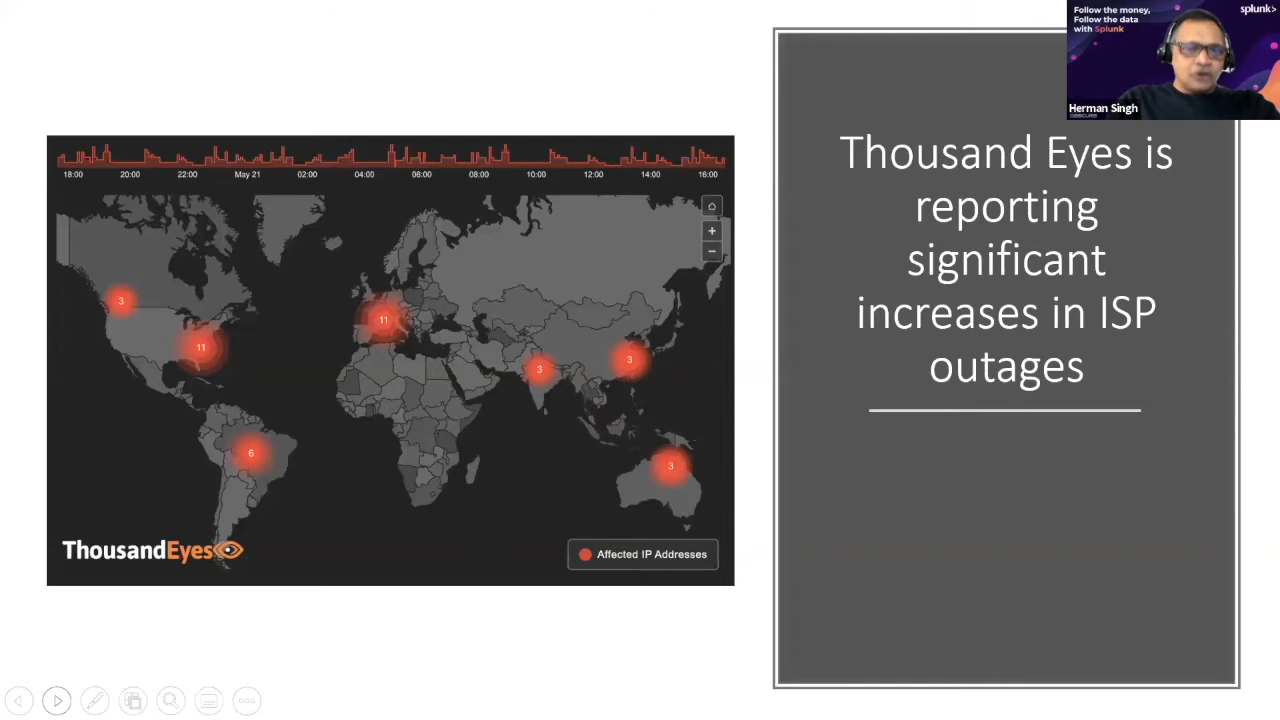 Follow the money,
Follow the data
with Splunk
splunk>
Herman Singh
Thousand Eyes is
reporting
significant
increases in ISP
outages
18:00 20:00 22:00 May 21 02:00 04:00 06:00 08:00 10:00 12:00 14:00 16:00
+
−
3
11
11
3
3
6
3
ThousandEyes
Affected IP Addresses